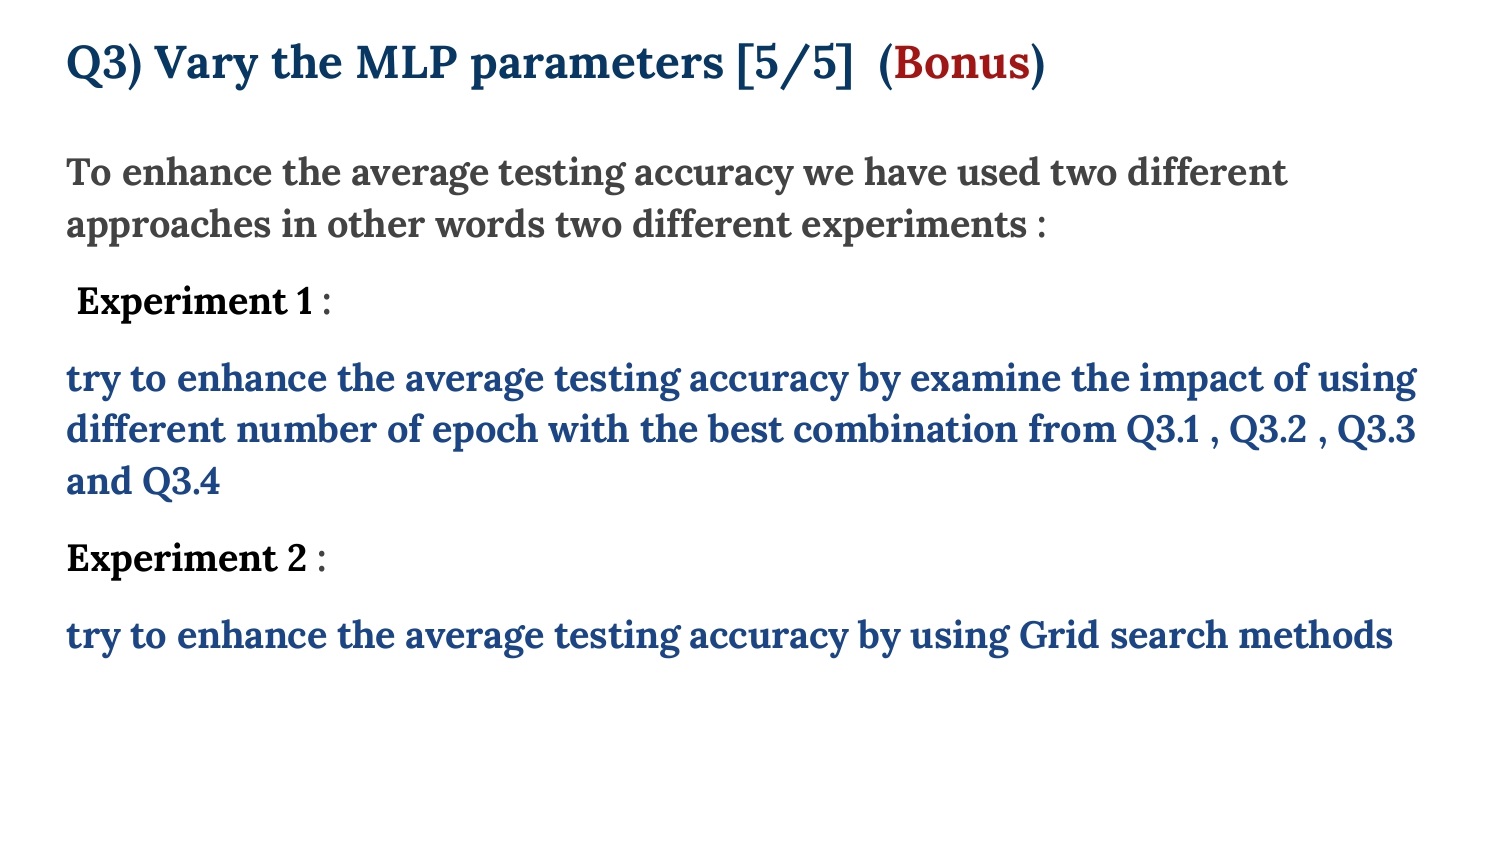 Q3) Vary the MLP parameters [5/5] (Bonus)
To enhance the average testing accuracy we have used two different
approaches in other words two different experiments :
Experiment 1 :
try to enhance the average testing accuracy by examine the impact of using
different number of epoch with the best combination from Q3.1 , Q3.2 , Q3.3
and Q3.4
Experiment 2 :
try to enhance the average testing accuracy by using Grid search methods